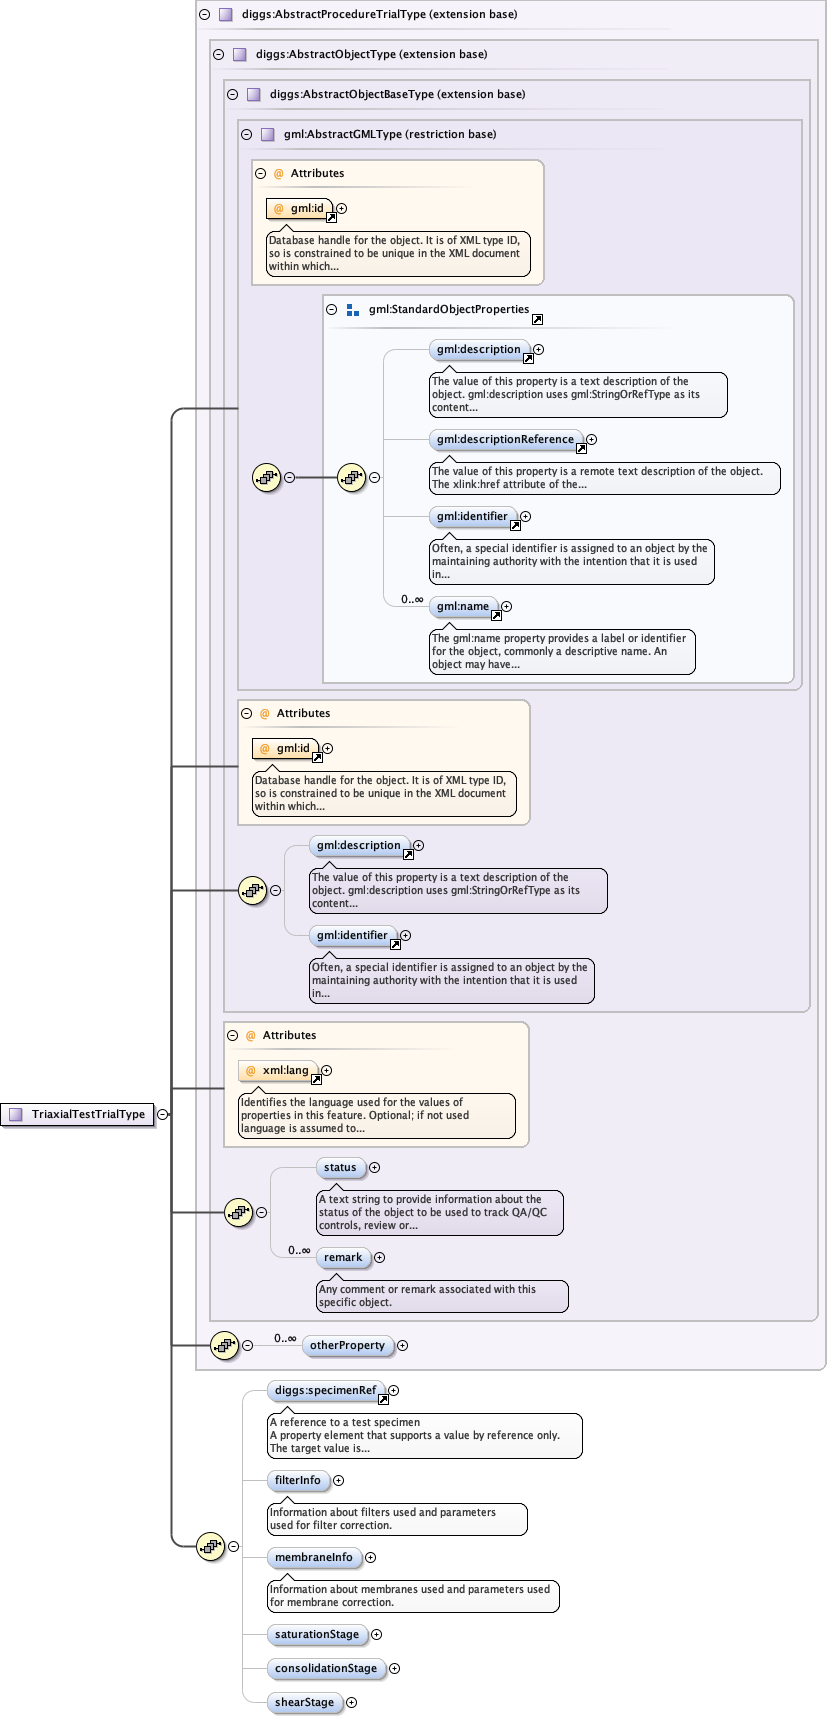 diggs:AbstractProcedureTrialType (extension base)
diggs:AbstractObjectType (extension base)
diggs:AbstractObjectBaseType (extension base)
gml:AbstractGMLType (restriction base)
@ Attributes
@ gml:id
Database handle for the object. It is of XML type ID,
so is constrained to be unique in the XML document
within which...
gml:StandardObjectProperties
gml:description
The value of this property is a text description of the
object. gml:description uses gml:StringOrRefType as its
content...
gml:descriptionReference
The value of this property is a remote text description of the object.
The xlink:href attribute of the...
gml:identifier
Often, a special identifier is assigned to an object by the
maintaining authority with the intention that it is used
in...
0..∞
gml:name
The gml:name property provides a label or identifier
for the object, commonly a descriptive name. An
object may have...
@ Attributes
@ gml:id
Database handle for the object. It is of XML type ID,
so is constrained to be unique in the XML document
within which...
gml:description
The value of this property is a text description of the
object. gml:description uses gml:StringOrRefType as its
content...
gml:identifier
Often, a special identifier is assigned to an object by the
maintaining authority with the intention that it is used
in...
@ Attributes
@ xml:lang
Identifies the language used for the values of
properties in this feature. Optional; if not used
language is assumed to...
TriaxialTestTrialType
status
A text string to provide information about the
status of the object to be used to track QA/QC
controls, review or...
0..∞
remark
Any comment or remark associated with this
specific object.
0..∞
otherProperty
diggs:specimenRef
A reference to a test specimen
A property element that supports a value by reference only.
The target value is...
filterInfo
Information about filters used and parameters
used for filter correction.
membraneInfo
Information about membranes used and parameters used
for membrane correction.
saturationStage
consolidationStage
shearStage